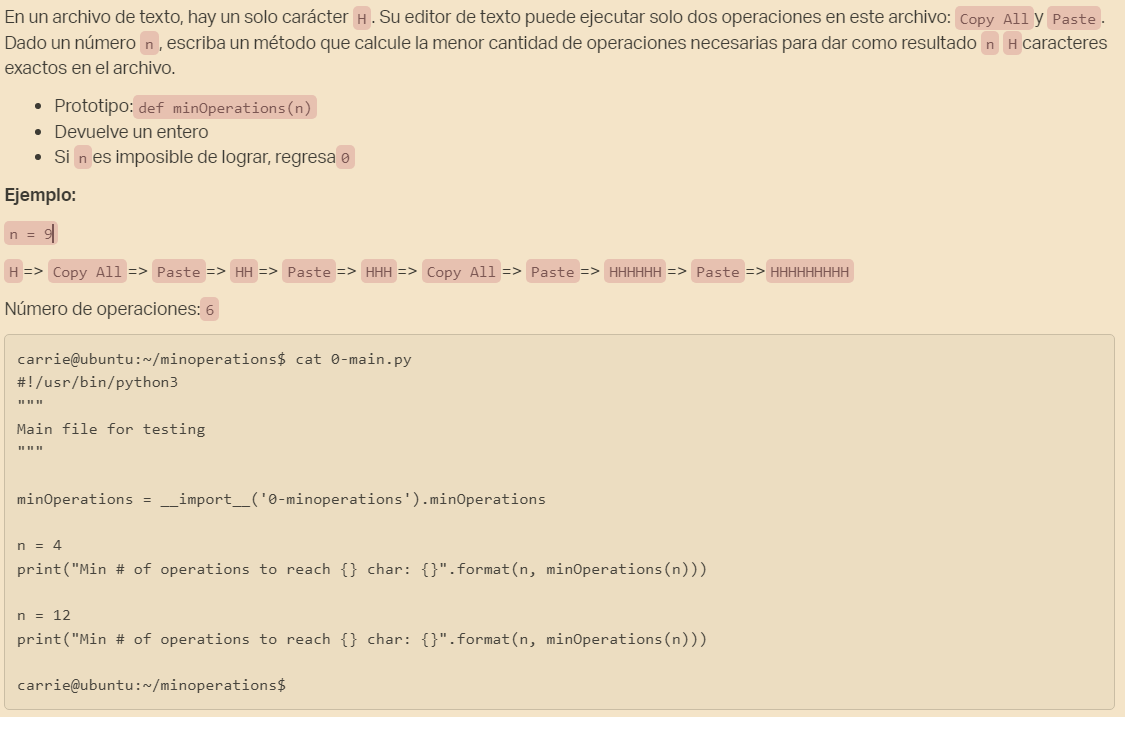 En un archivo de texto, hay un solo carácter H. Su editor de texto puede ejecutar solo dos operaciones en este archivo: Copy All y Paste.
Dado un número n, escriba un método que calcule la menor cantidad de operaciones necesarias para dar como resultado n H caracteres
exactos en el archivo.
• Prototipo: def minOperations(n)
• Devuelve un entero
• Si n es imposible de lograr, regresa 0
Ejemplo:
n = 9
H => Copy All => Paste => HH => Paste => HHH => Copy All => Paste => HHHHHH => Paste => HHHHHHHHH
Número de operaciones: 6
carrie@ubuntu:~/minoperations$ cat 0-main.py
#!/usr/bin/python3
"""
Main file for testing
"""
minOperations = __import__('0-minoperations').minOperations
n = 4
print("Min # of operations to reach {} char: {}".format(n, minOperations(n)))
n = 12
print("Min # of operations to reach {} char: {}".format(n, minOperations(n)))
carrie@ubuntu:~/minoperations$